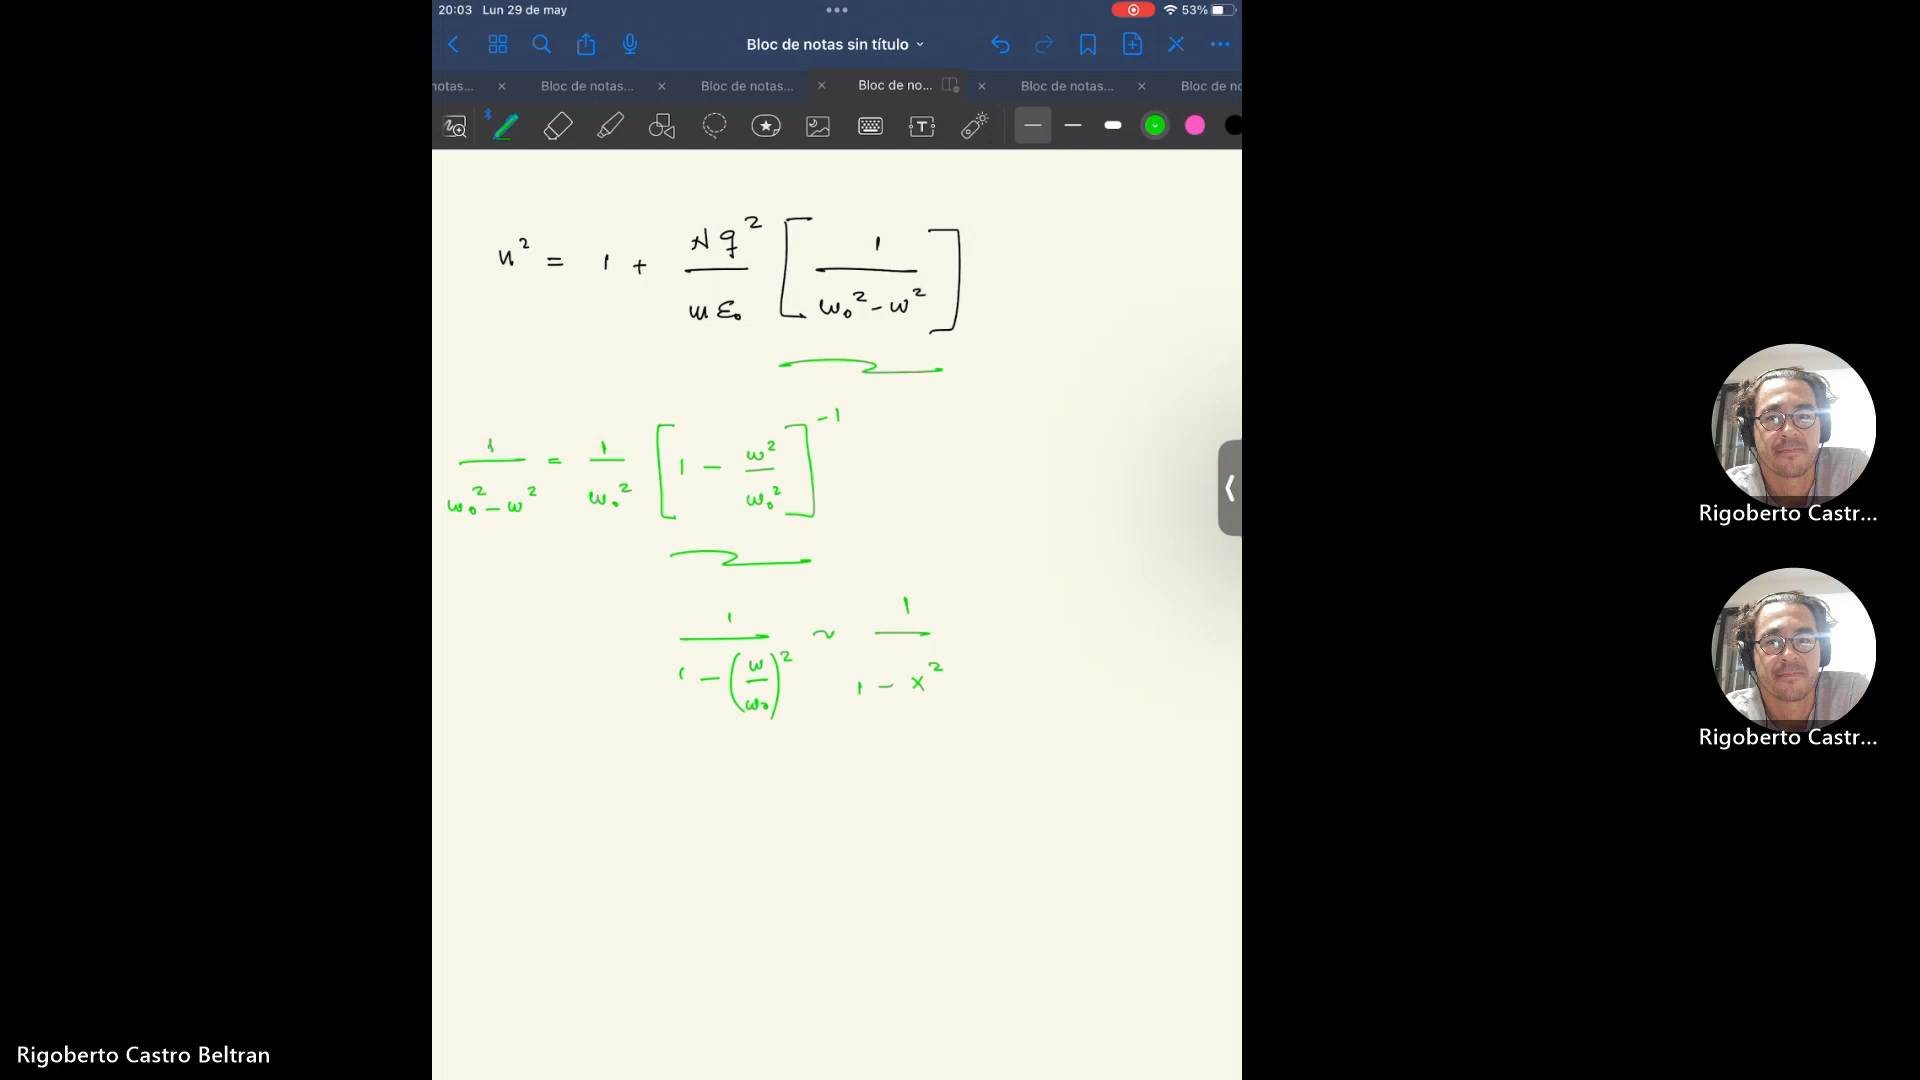 20:03 Lun 29 de may
53%
Bloc de notas sin título
notas... Bloc de notas... Bloc de notas... Bloc de no... Bloc de notas... Bloc de no
n² = 1 + Nq²/mε₀ [1/(ω₀² - ω²)]
1/(ω₀² - ω²) = 1/ω₀² [1 - ω²/ω₀²]⁻¹
1/(1 - (ω/ω₀)²) ~ 1/(1 - x²)
Rigoberto Castr...
Rigoberto Castr...
Rigoberto Castro Beltran